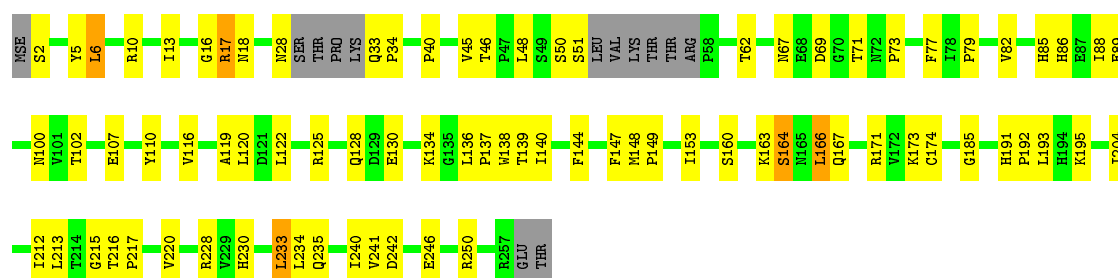 MSE S2 Y5 L6 R10 I13 G16 R17 N18 N28 SER THR PRO LYS Q33 P34 P40 V45 T46 P47 L48 S49 S50 S51 LEU VAL LYS THR THR ARG P58 T62 N67 E68 D69 G70 T71 N72 P73 F77 I78 P79 V82 H85 H86 E87 I88
N100 V101 T102 E107 Y110 V116 A119 L120 D121 L122 R125 Q128 D129 E130 K134 G135 L136 P137 W138 T139 I140 F144 F147 M148 P149 I153 S160 K163 S164 N165 L166 Q167 R171 V172 K173 C174 G185 H191 P192 L193 H194 K195
I212 L213 T214 G215 T216 P217 V220 R228 V229 H230 L233 L234 Q235 I240 V241 D242 E246 R250 R257 GLU THR